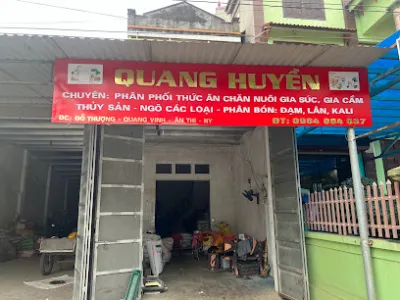 QUANG HUYỀN
CHUYÊN: PHÂN PHỐI THỨC ĂN CHĂN NUÔI GIA SÚC, GIA CẦM
THỦY SẢN - NGÔ CÁC LOẠI - PHÂN BÓN: ĐẠM, LÂN, KALI
ĐC: ĐỖ THƯỢNG - QUANG VINH - ÂN THI - HY ĐT: